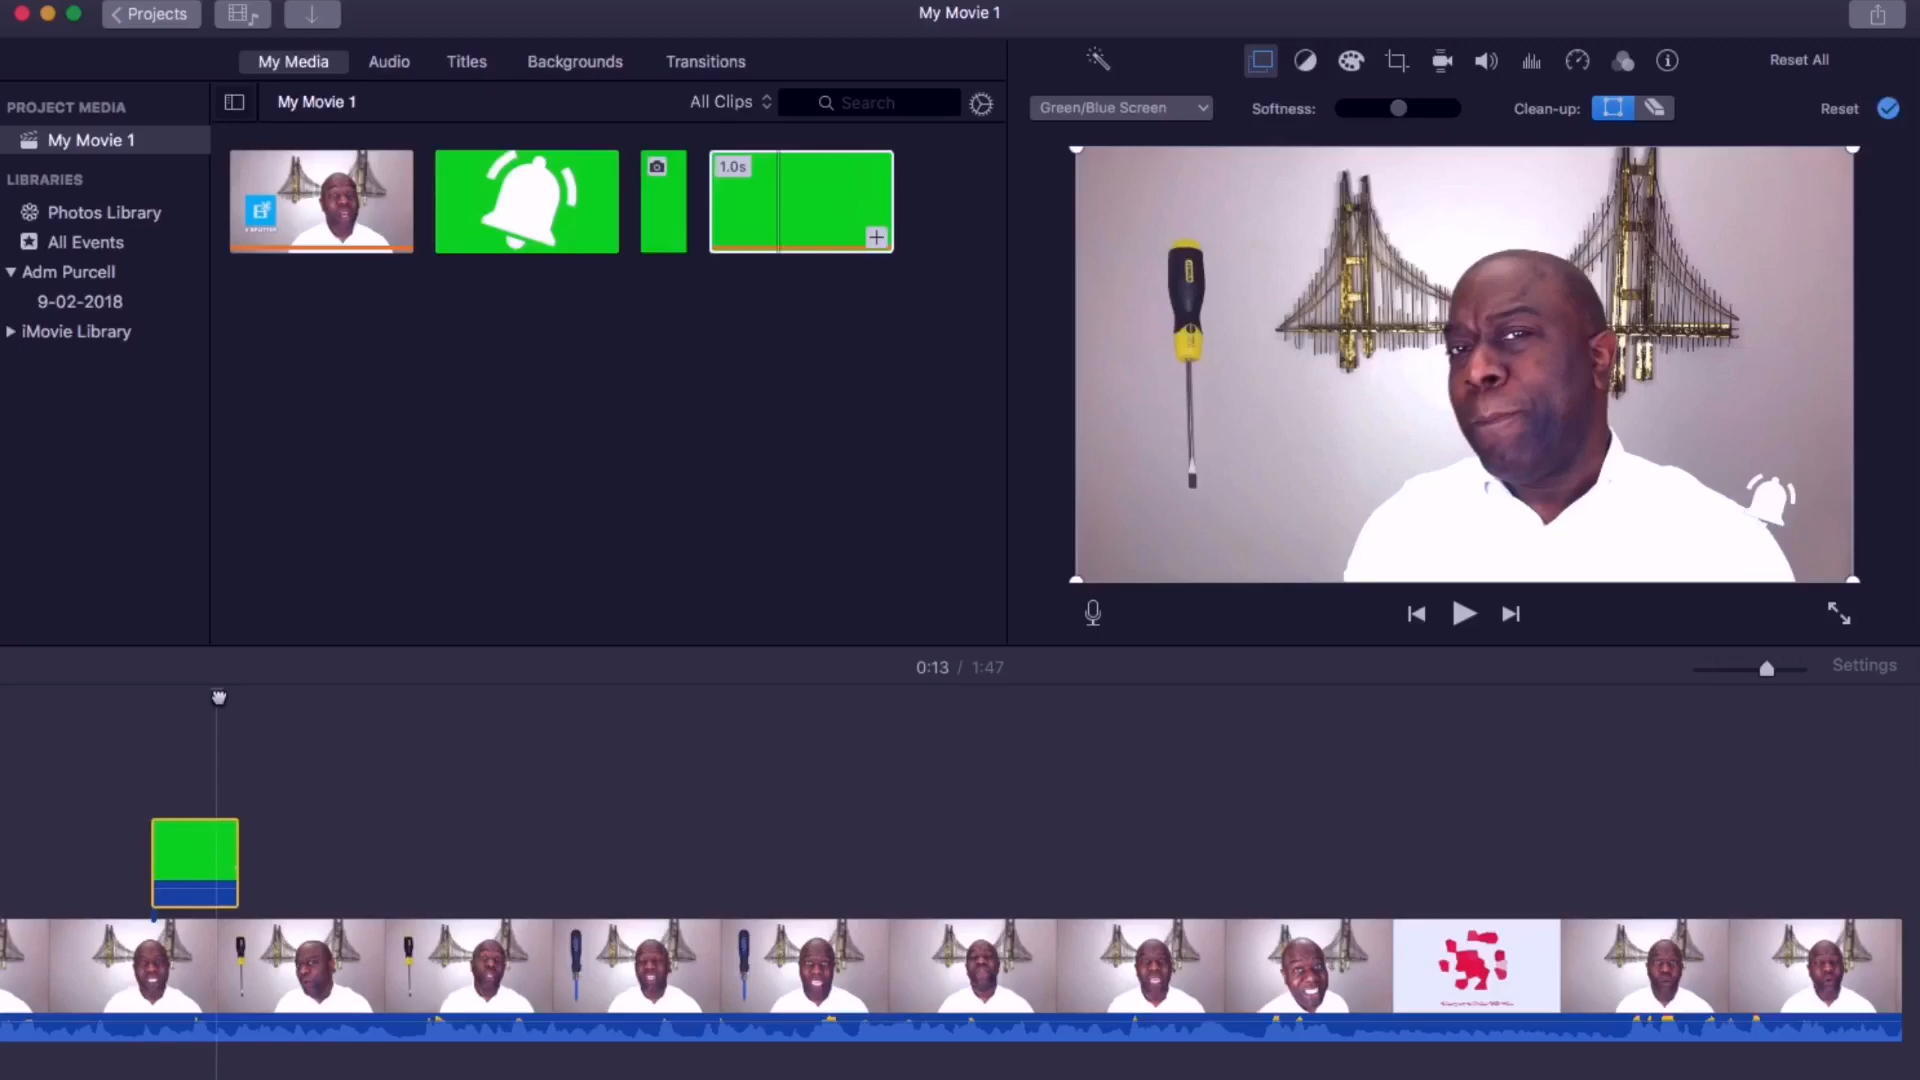 Projects
My Movie 1
My Media
Audio
Titles
Backgrounds
Transitions
Reset All
PROJECT MEDIA
My Movie 1
LIBRARIES
Photos Library
All Events
Adm Purcell
9-02-2018
iMovie Library
My Movie 1
All Clips
Search
Green/Blue Screen
Softness:
Clean-up:
Reset
1.0s
0:13 / 1:47
Settings